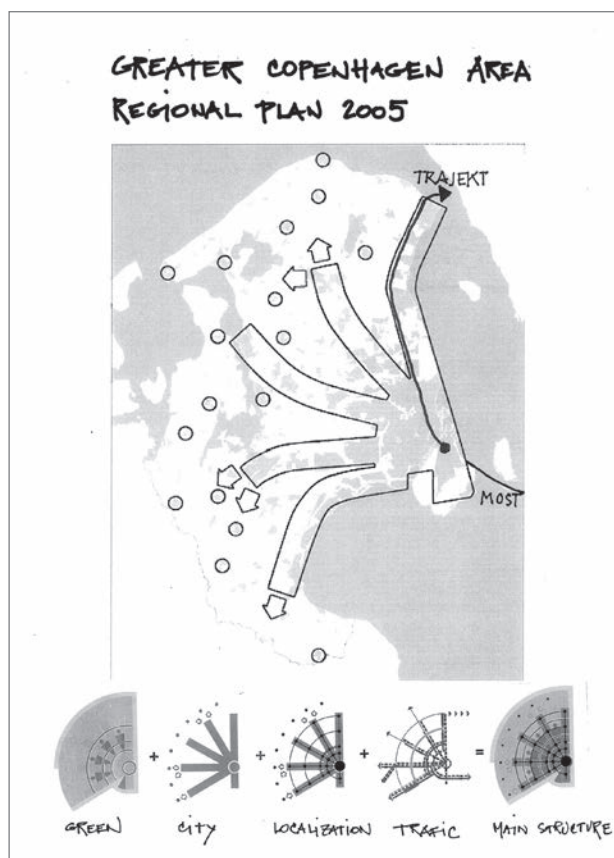 GREATER COPENHAGEN AREA
REGIONAL PLAN 2005
TRAJEKT
MOST
+ + + =
GREEN CITY LOCALIZATION TRAFIC MAIN STRUCTURE